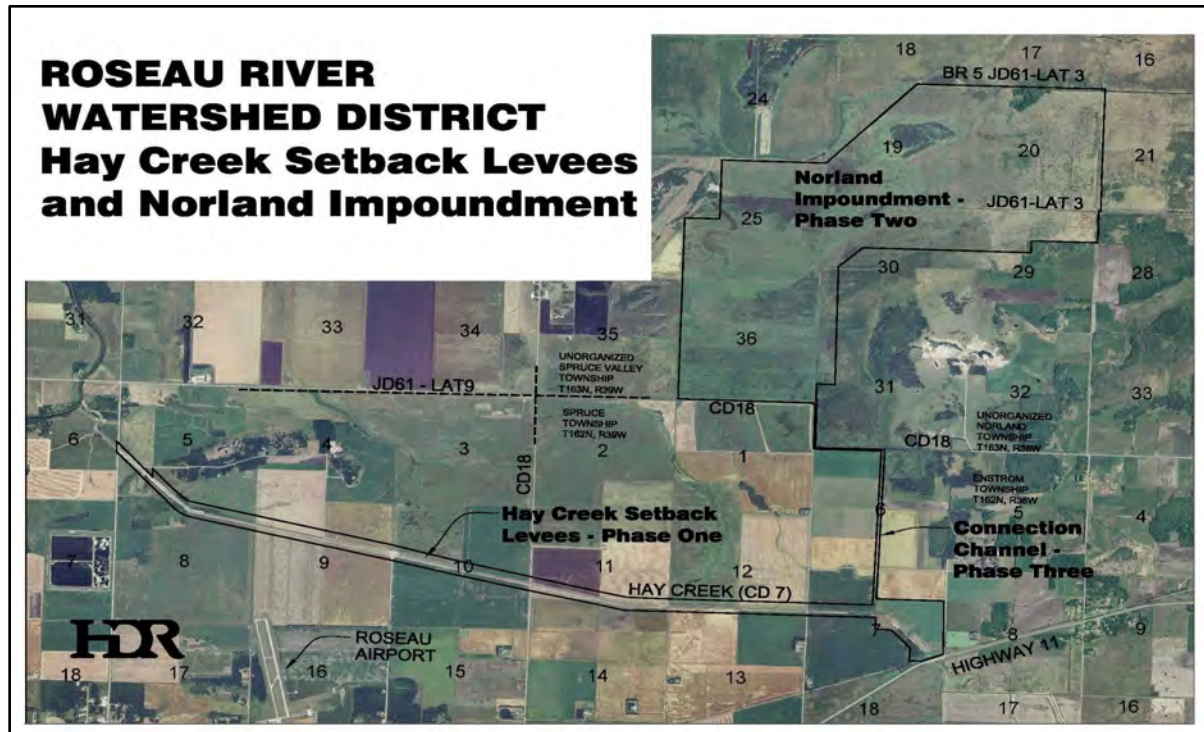 ROSEAU RIVER
WATERSHED DISTRICT
Hay Creek Setback Levees
and Norland Impoundment
18
17
16
BR 5 JD61-LAT 3
24
19
20
21
Norland
Impoundment -
Phase Two
JD61-LAT 3
25
30
29
28
31
32
33
34
35
36
31
32
33
UNORGANIZED
SPRUCE VALLEY
TOWNSHIP
T163N, R39W
JD61 - LAT9
CD18
SPRUCE
TOWNSHIP
T162N, R39W
UNORGANIZED
NORLAND
TOWNSHIP
T163N, R38W
CD18
6
5
4
3
CD18
2
1
6
ENSTROM
TOWNSHIP
T162N, R38W
5
4
Hay Creek Setback
Levees - Phase One
Connection
Channel -
Phase Three
7
8
9
10
11
12
HAY CREEK (CD 7)
7
8
9
HIGHWAY 11
HDR
ROSEAU
AIRPORT
18
17
16
15
14
13
18
17
16